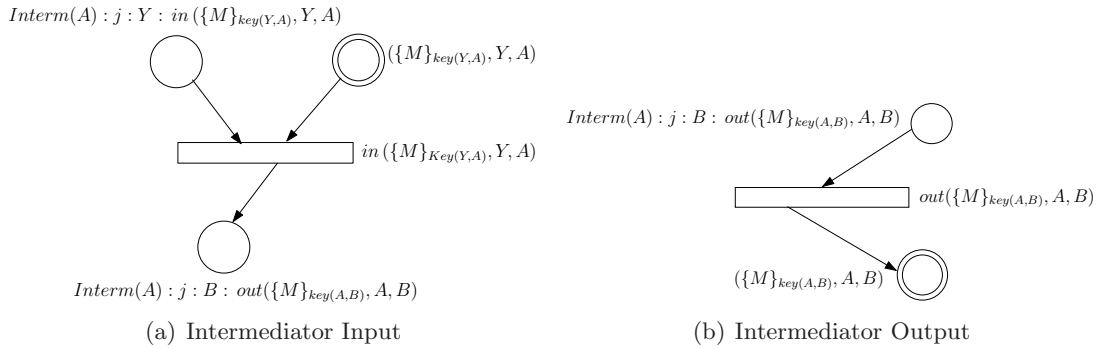 Interm(A) : j : Y : in ({M}_{key(Y,A)}, Y, A)
({M}_{key(Y,A)}, Y, A)
in ({M}_{Key(Y,A)}, Y, A)
Interm(A) : j : B : out({M}_{key(A,B)}, A, B)
(a) Intermediator Input
Interm(A) : j : B : out({M}_{key(A,B)}, A, B)
out({M}_{key(A,B)}, A, B)
({M}_{key(A,B)}, A, B)
(b) Intermediator Output